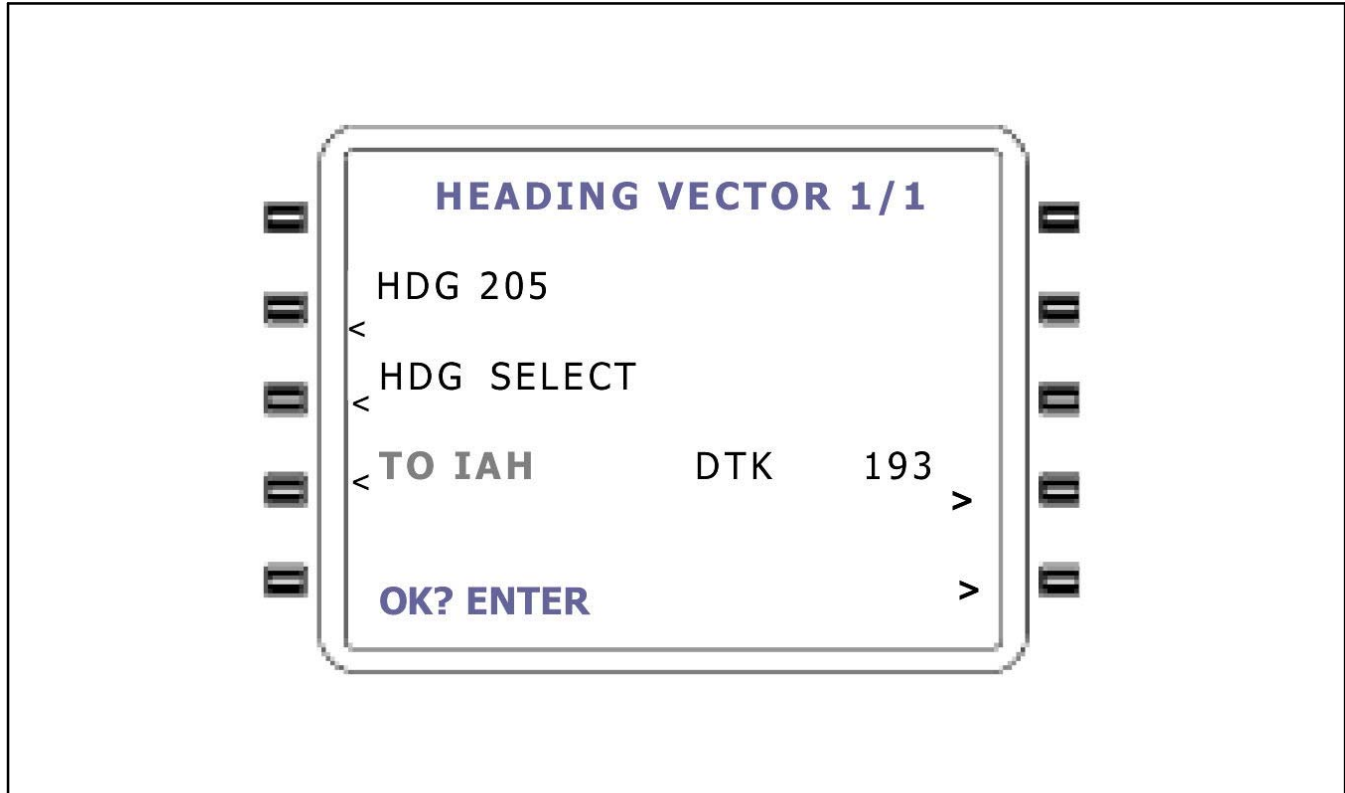 HEADING VECTOR 1/1
HDG 205
<
HDG SELECT
<
TO IAH DTK 193
< >
OK? ENTER >